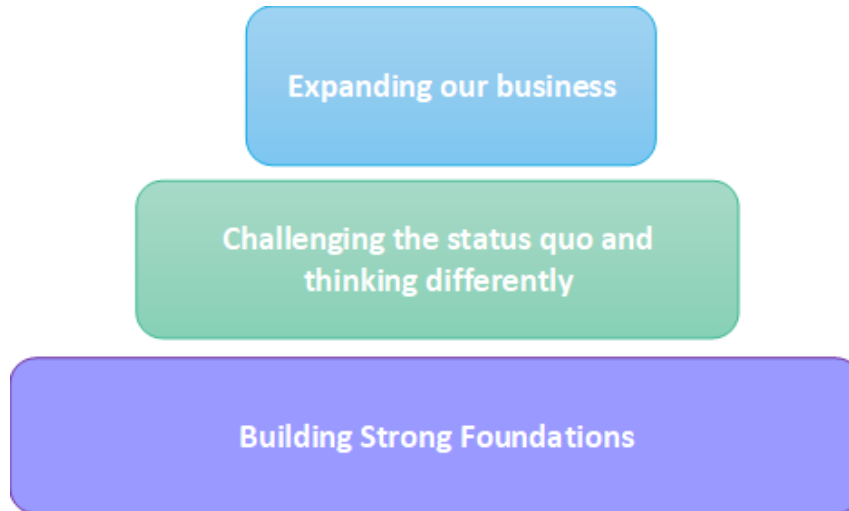 Expanding our business
Challenging the status quo and
thinking differently
Building Strong Foundations